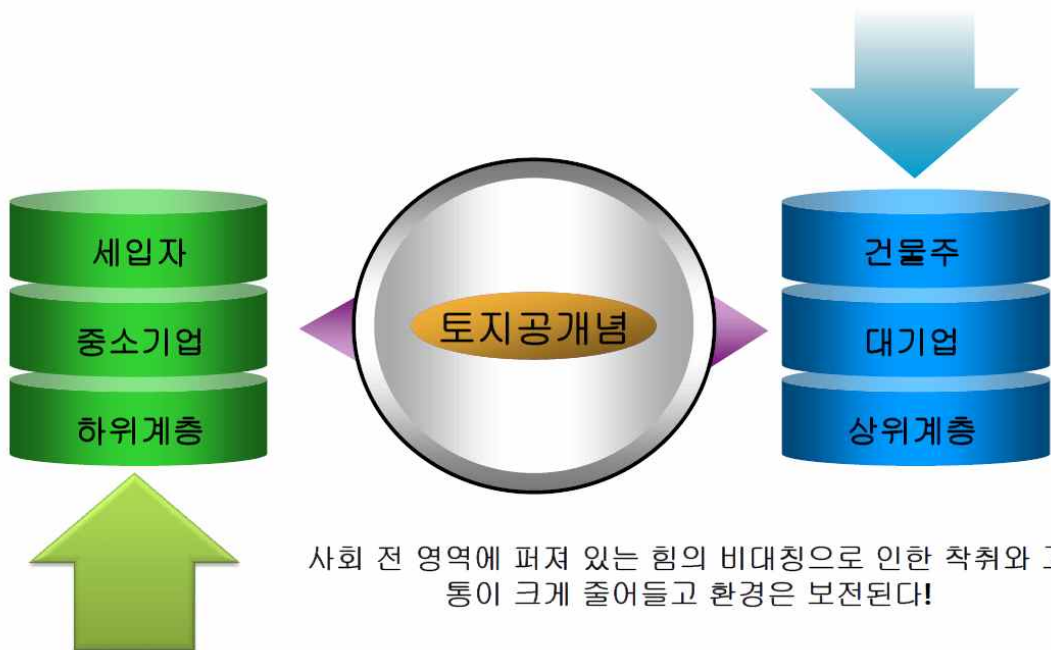 세입자
중소기업
하위계층
토지공개념
건물주
대기업
상위계층
사회 전 영역에 퍼져 있는 힘의 비대칭으로 인한 착취와
통이 크게 줄어들고 환경은 보전된다!